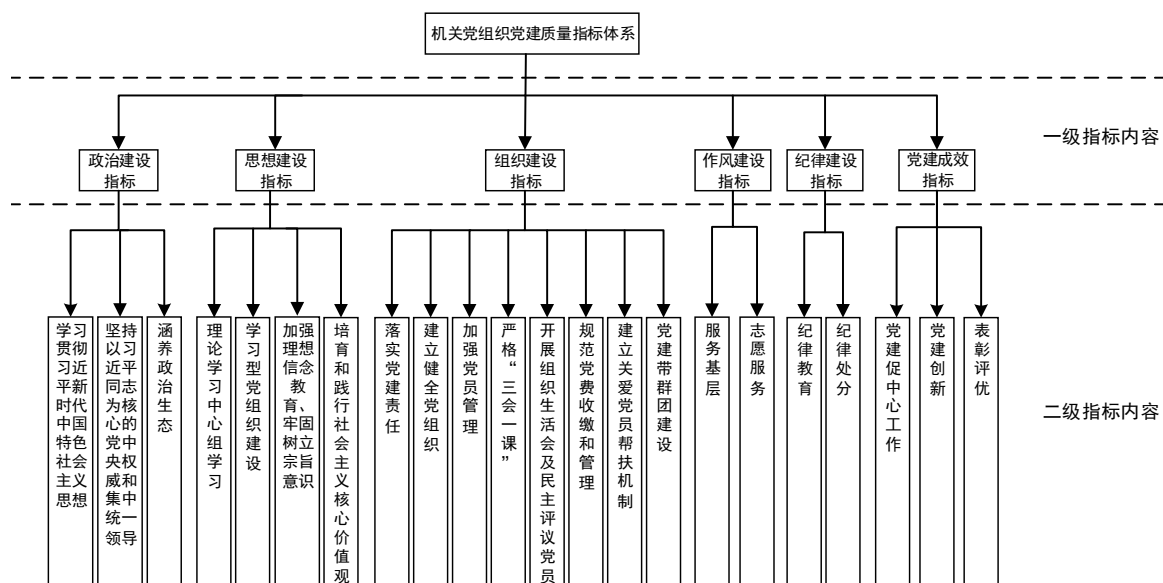 机关党组织党建质量指标体系
一级指标内容
政治建设
指标
思想建设
指标
组织建设
指标
作风建设
指标
纪律建设
指标
党建成效
指标
二级指标内容
学习贯彻习近平新时代中国特色社会主义思想
坚持以习近平同志为核心的党中央权威和集中统一领导
涵养政治生态
理论学习中心组学习
学习型党组织建设
加强理想信念教育、牢固树立宗旨意识
培育和践行社会主义核心价值观
落实党建责任
建立健全党组织
加强党员管理
严格“三会一课”
开展组织生活会及民主评议党员
规范党费收缴和管理
建立关爱党员帮扶机制
党建带群团建设
服务基层
志愿服务
纪律教育
纪律处分
党建促中心工作
党建创新
表彰评优